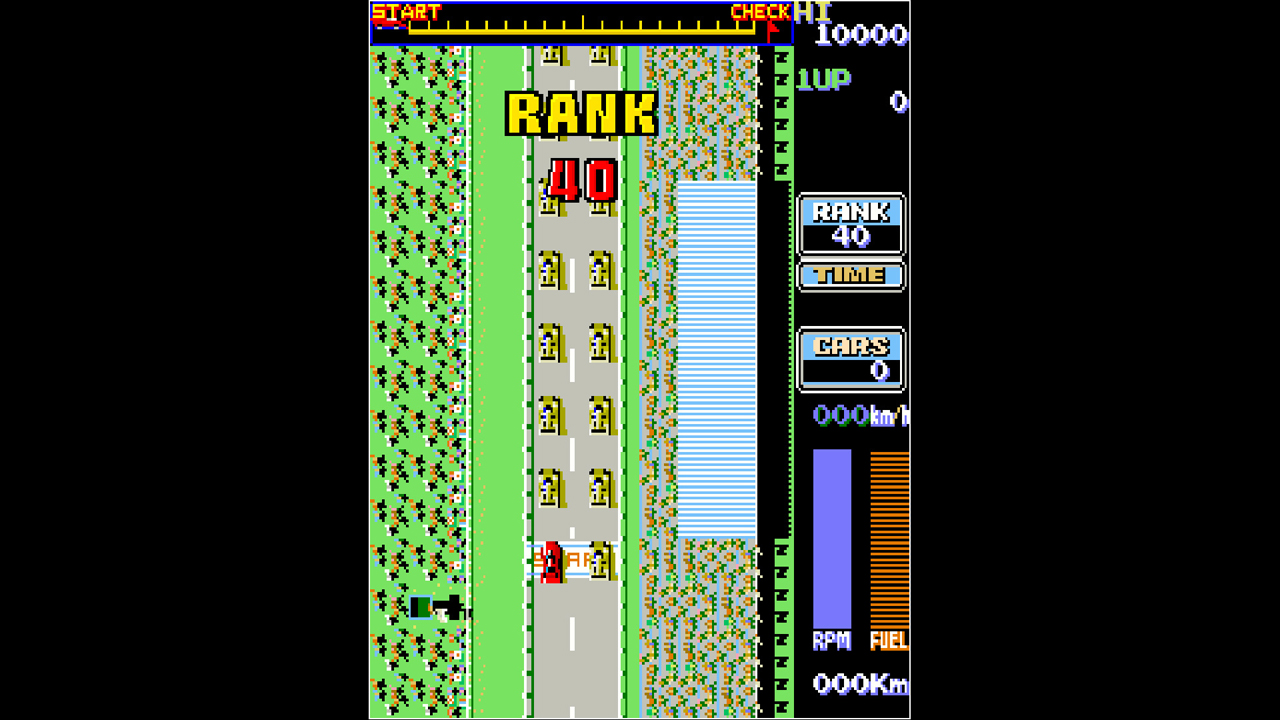 START CHECK
HI
10000
1UP
0
RANK
40
RANK
40
TIME
CARS
0
000km/h
RPM FUEL
000Km